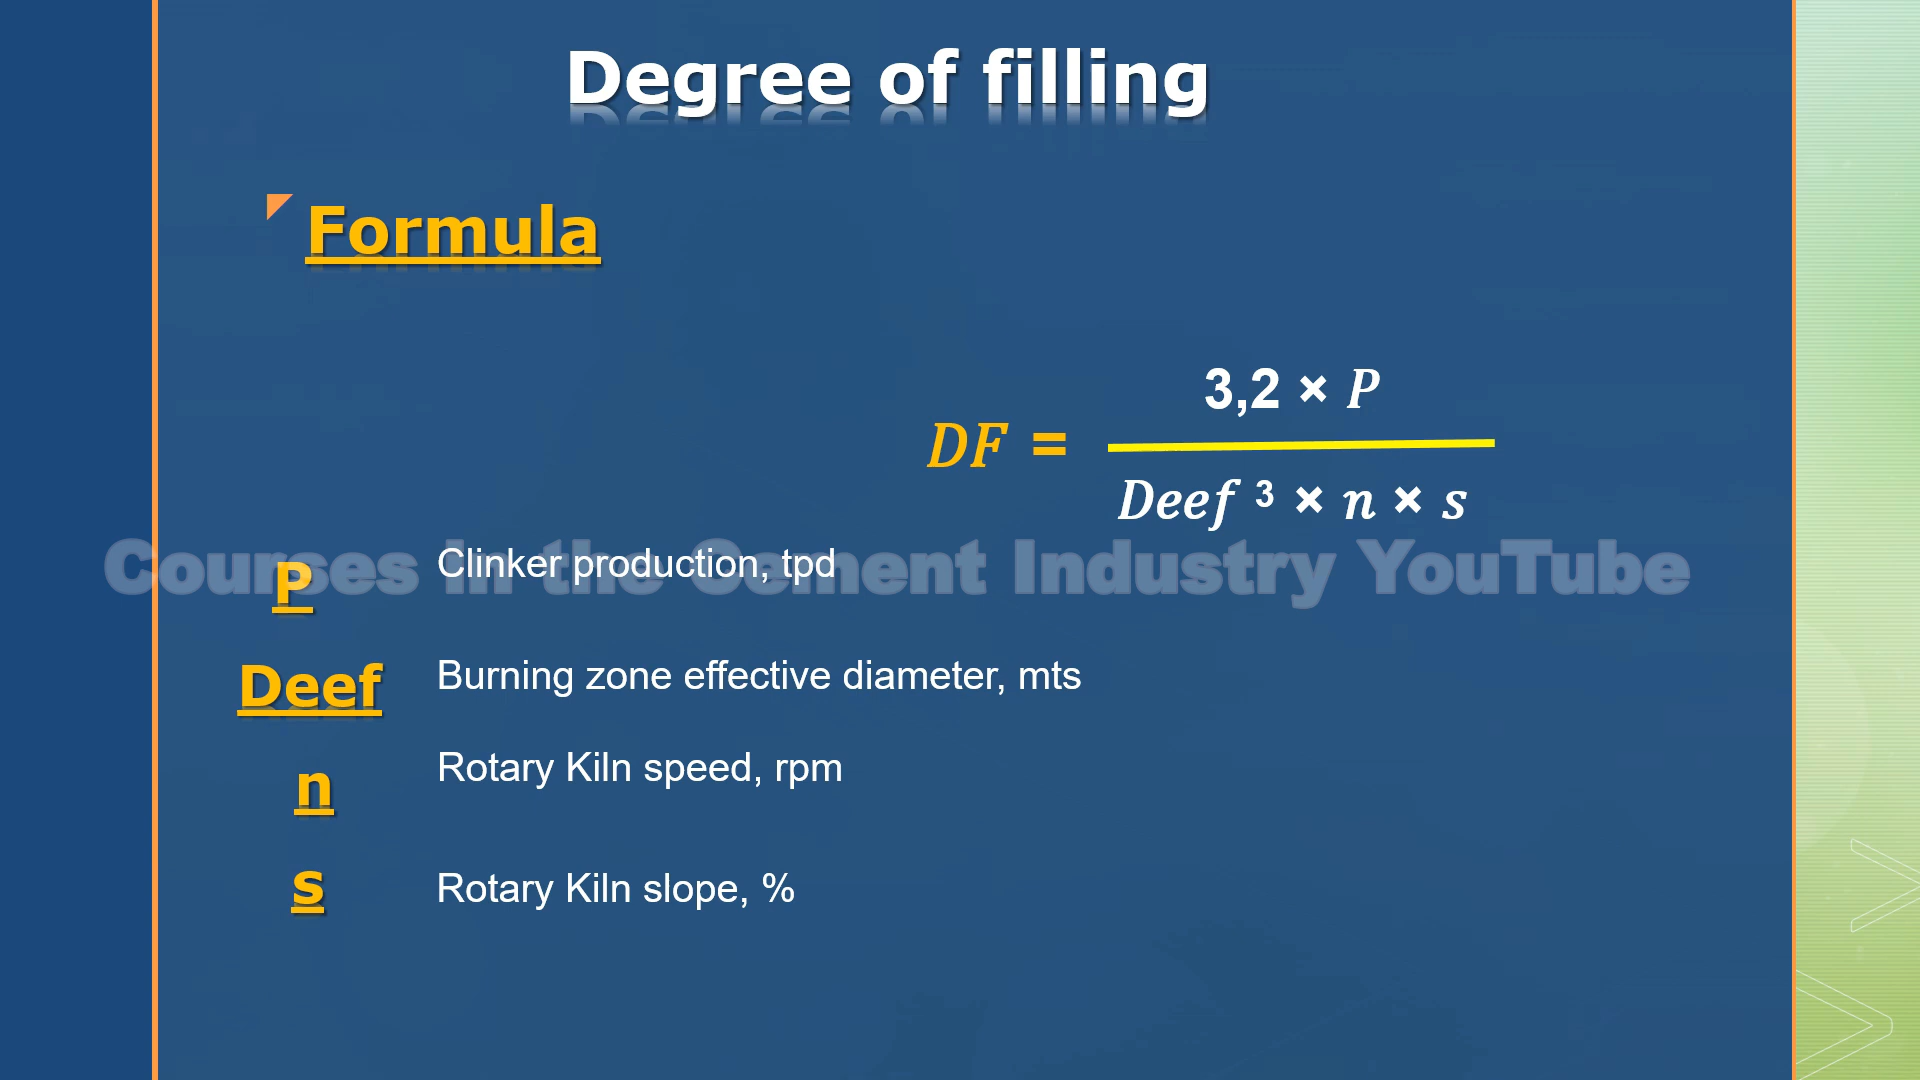 Degree of filling
Formula
3,2 × P
DF =
Deef ³ × n × s
Courses in the Cement Industry YouTube
P Clinker production, tpd
Deef Burning zone effective diameter, mts
n Rotary Kiln speed, rpm
s Rotary Kiln slope, %